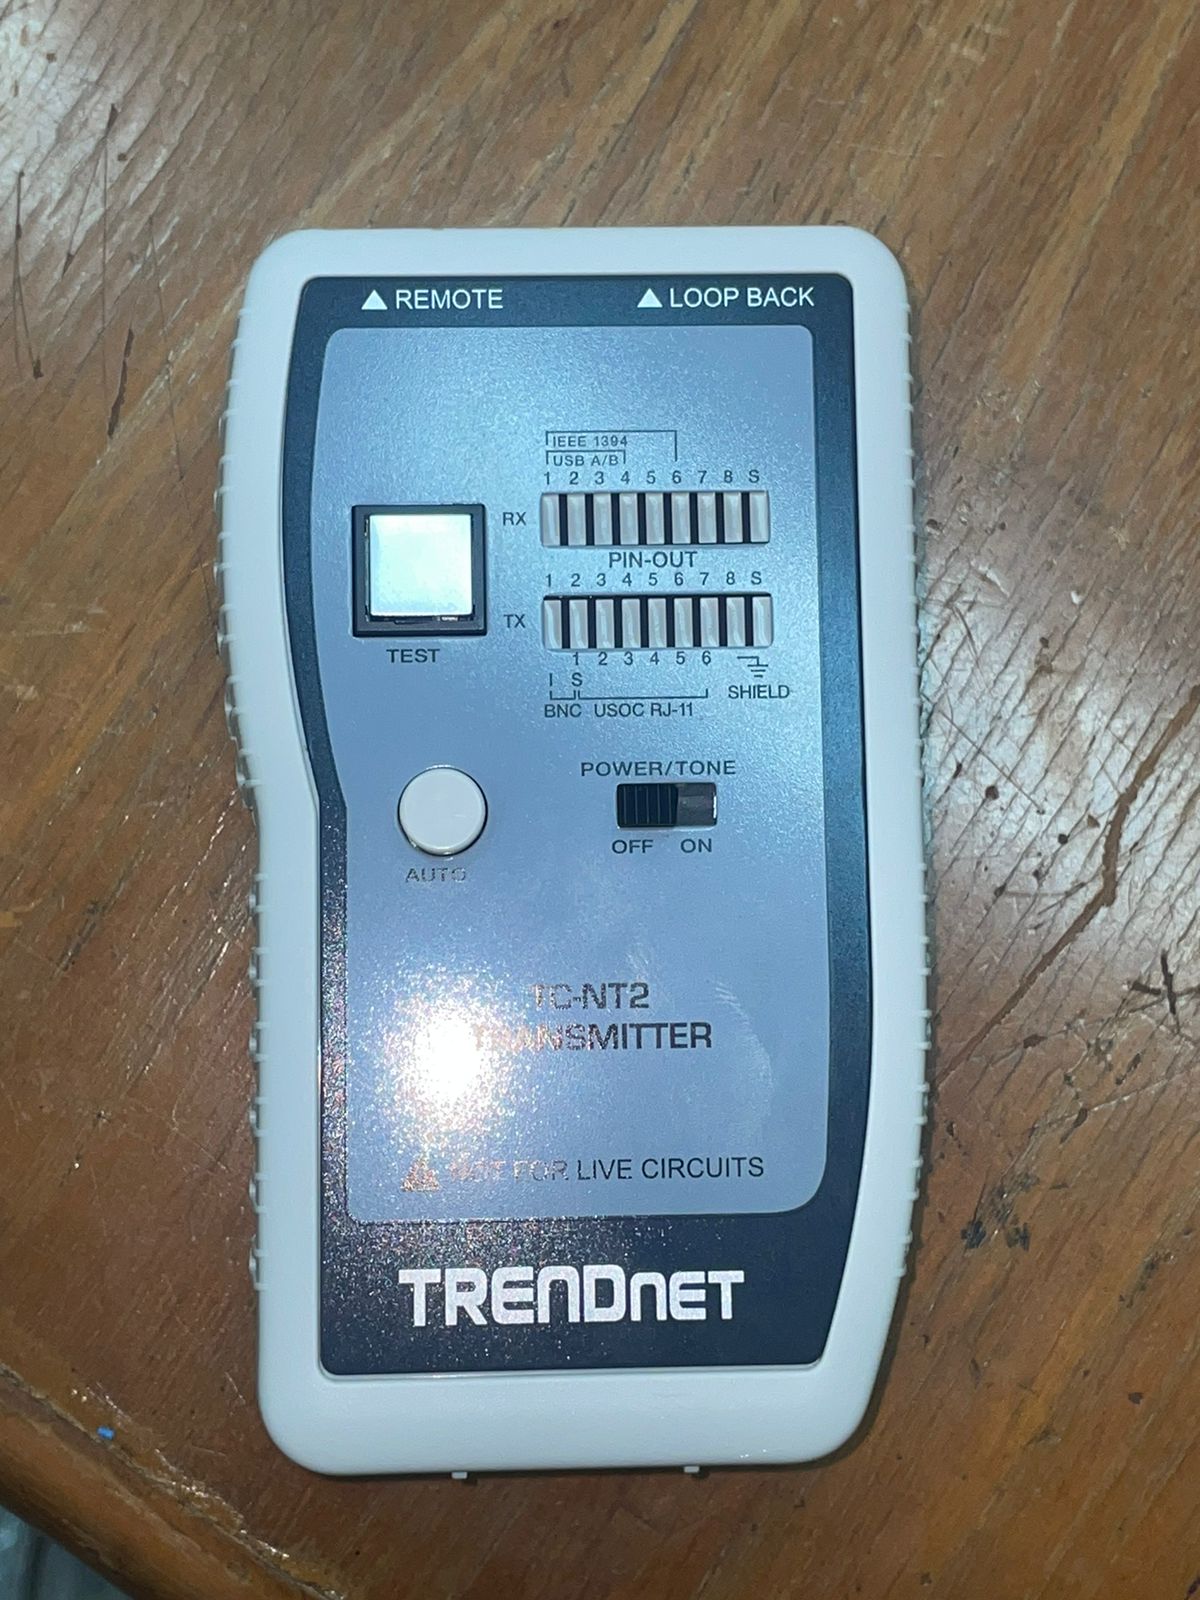 ▲ REMOTE ▲ LOOP BACK
IEEE 1394
USB A/B
1 2 3 4 5 6 7 8 S
RX
PIN-OUT
1 2 3 4 5 6 7 8 S
TX
TEST
1 2 3 4 5 6
I S
SHIELD
BNC USOC RJ-11
POWER/TONE
OFF ON
AUTO
TC-NT2
TRANSMITTER
NOT FOR LIVE CIRCUITS
TRENDNET